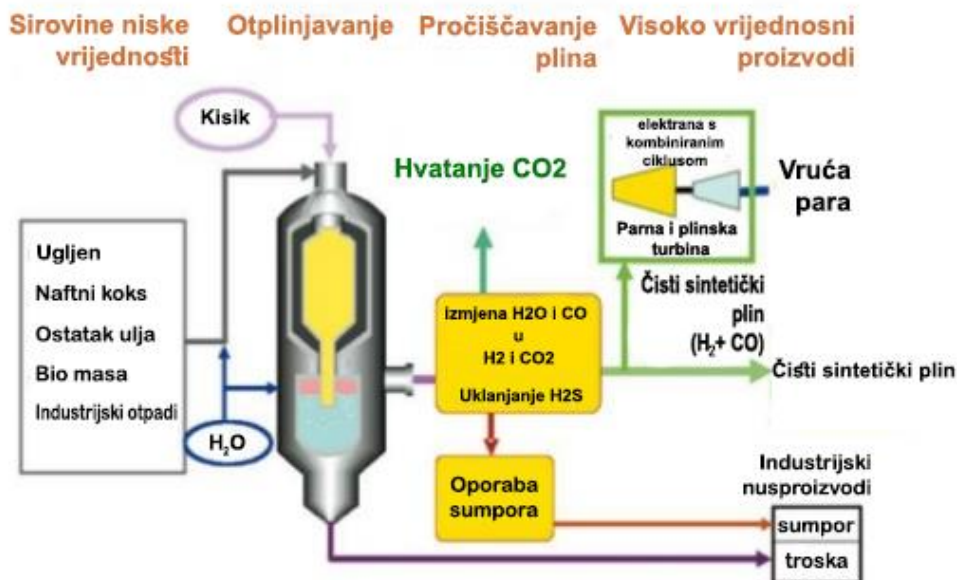 Sirovine niske
vrijednosti
Otplinjavanje
Pročišćavanje
plina
Visoko vrijednosni
proizvodi
Kisik
Hvatanje CO2
elektrana s
kombiniranim
ciklusom
Parna i plinska
turbina
Vruća
para
Ugljen
Naftni koks
Ostatak ulja
Bio masa
Industrijski otpadi
H₂O
izmjena H2O i CO
u
H2 i CO2
Uklanjanje H2S
Čisti sintetički
plin
(H₂+ CO)
Čisti sintetički plin
Oporaba
sumpora
Industrijski
nusproizvodi
sumpor
troska